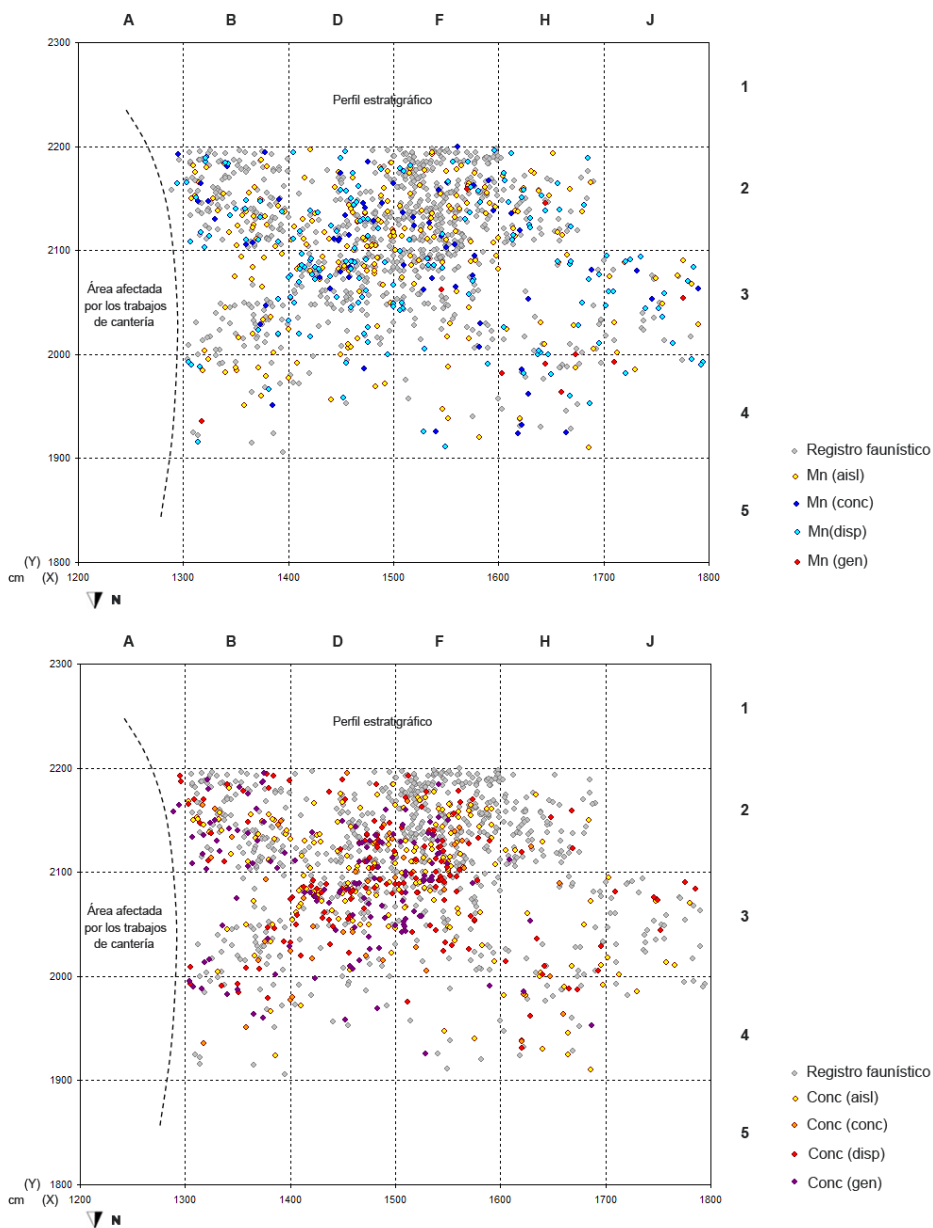 A B D F H J
2300
1
Perfil estratigráfico
2200
2
2100
Área afectada
por los trabajos
de cantería
3
2000
4
Registro faunístico
1900
Mn (aisl)
Mn (conc)
5
Mn(disp)
(Y) 1800
Mn (gen)
cm (X) 1200 1300 1400 1500 1600 1700 1800
N
A B D F H J
2300
1
Perfil estratigráfico
2200
2
2100
Área afectada
por los trabajos
de cantería
3
2000
4
Registro faunístico
1900
Conc (aisl)
Conc (conc)
5
Conc (disp)
(Y) 1800
Conc (gen)
cm (X) 1200 1300 1400 1500 1600 1700 1800
N